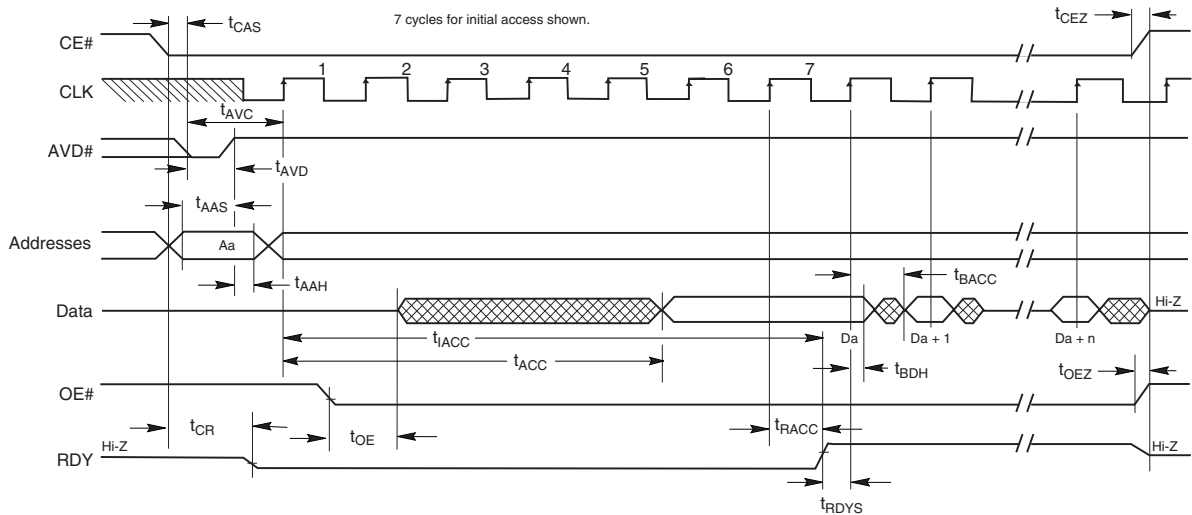 7 cycles for initial access shown.
tCAS
tCEZ
CE#
1 2 3 4 5 6 7
CLK
tAVC
AVD#
tAVD
tAAS
Addresses
Aa
tAAH
tBACC
Data
Hi-Z
tIACC
Da
Da + 1
Da + n
tACC
tBDH
tOEZ
OE#
tCR
tOE
tRACC
Hi-Z
Hi-Z
RDY
tRDYS